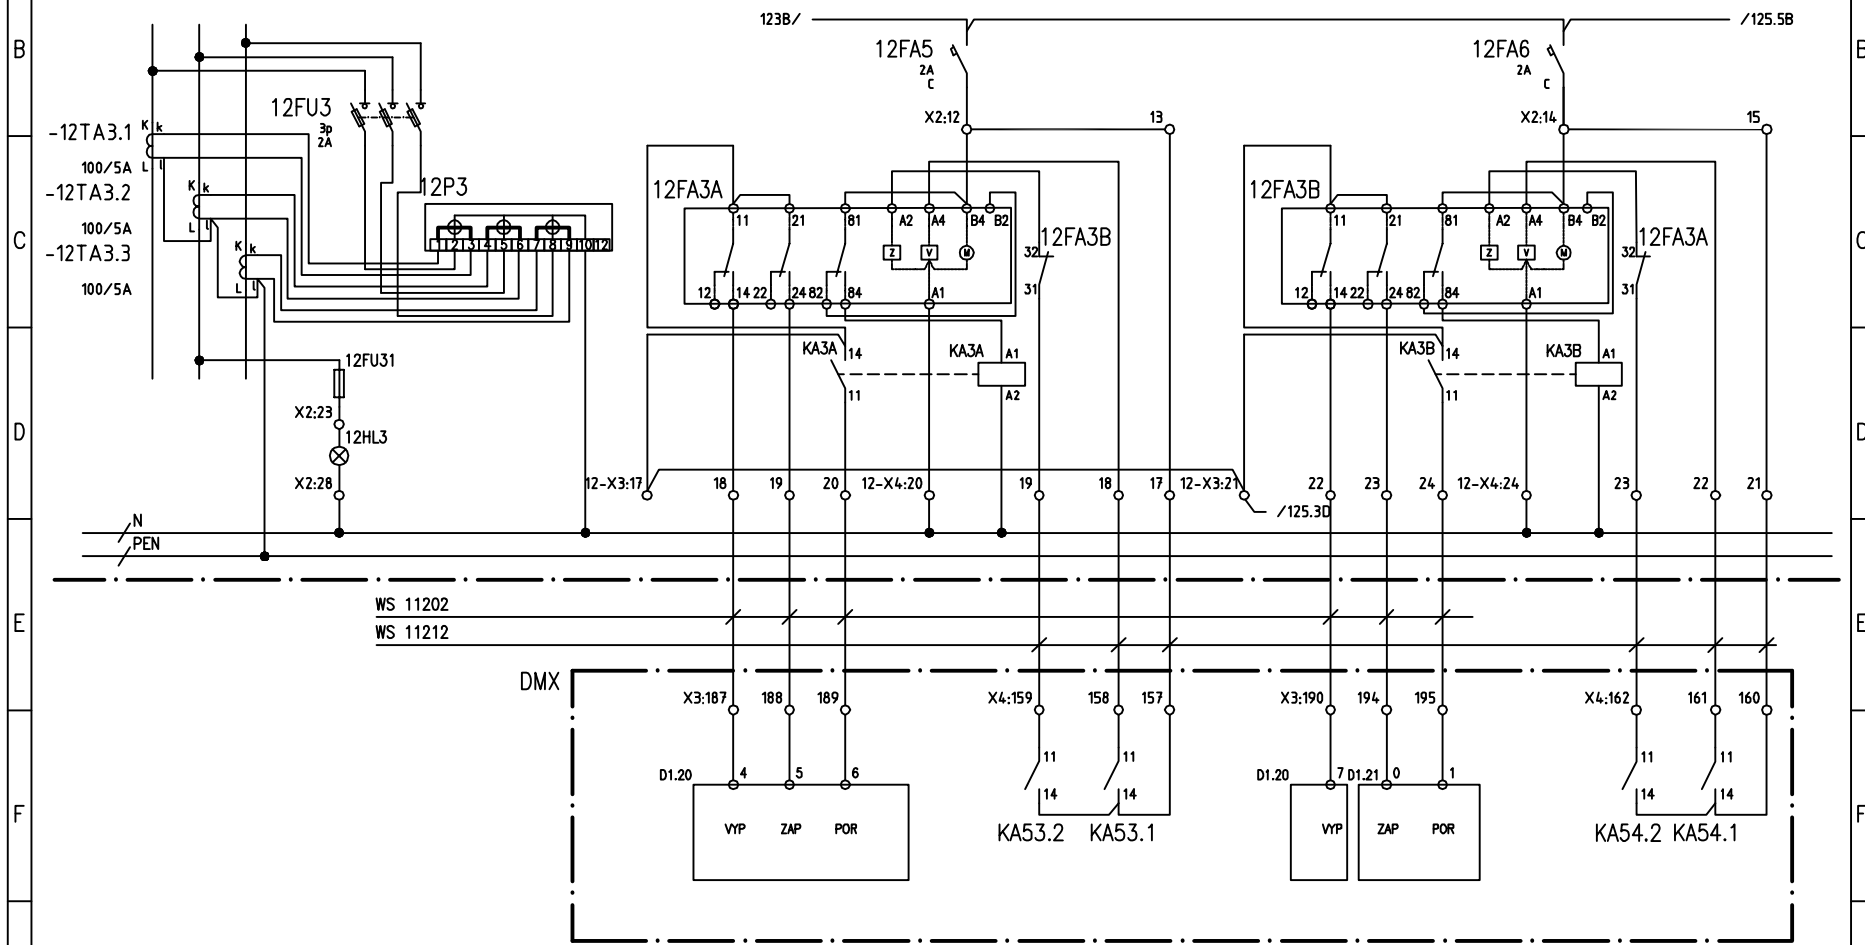 123B/
/125.5B
B
B
12FA5
2A
C
12FA6
2A
C
12FU3
3p
2A
X2:12
13
X2:14
15
-12TA3.1
K
k
100/5A
L
l
-12TA3.2
K
k
100/5A
L
l
-12TA3.3
K
k
100/5A
L
l
12P3
1 2 3 4 5 6 7 8 9 10 12
12FA3A
11
21
81
A2
A4
B4
B2
Z
V
M
12
14
22
24
82
84
A1
12FA3B
32
31
12FA3B
11
21
81
A2
A4
B4
B2
Z
V
M
12
14
22
24
82
84
A1
12FA3A
32
31
C
C
KA3A
14
11
KA3A
A1
A2
KA3B
14
11
KA3B
A1
A2
12FU31
X2:23
12HL3
X2:28
D
D
12-X3:17
18
19
20
12-X4:20
19
18
17
12-X3:21
22
23
24
12-X4:24
23
22
21
/125.3D
N
PEN
E
E
WS 11202
WS 11212
DMX
X3:187
188
189
X4:159
158
157
X3:190
194
195
X4:162
161
160
D1.20
4
5
6
11
11
D1.20
7
D1.21
0
1
11
11
14
14
14
14
F
F
VYP
ZAP
POR
KA53.2
KA53.1
VYP
ZAP
POR
KA54.2
KA54.1